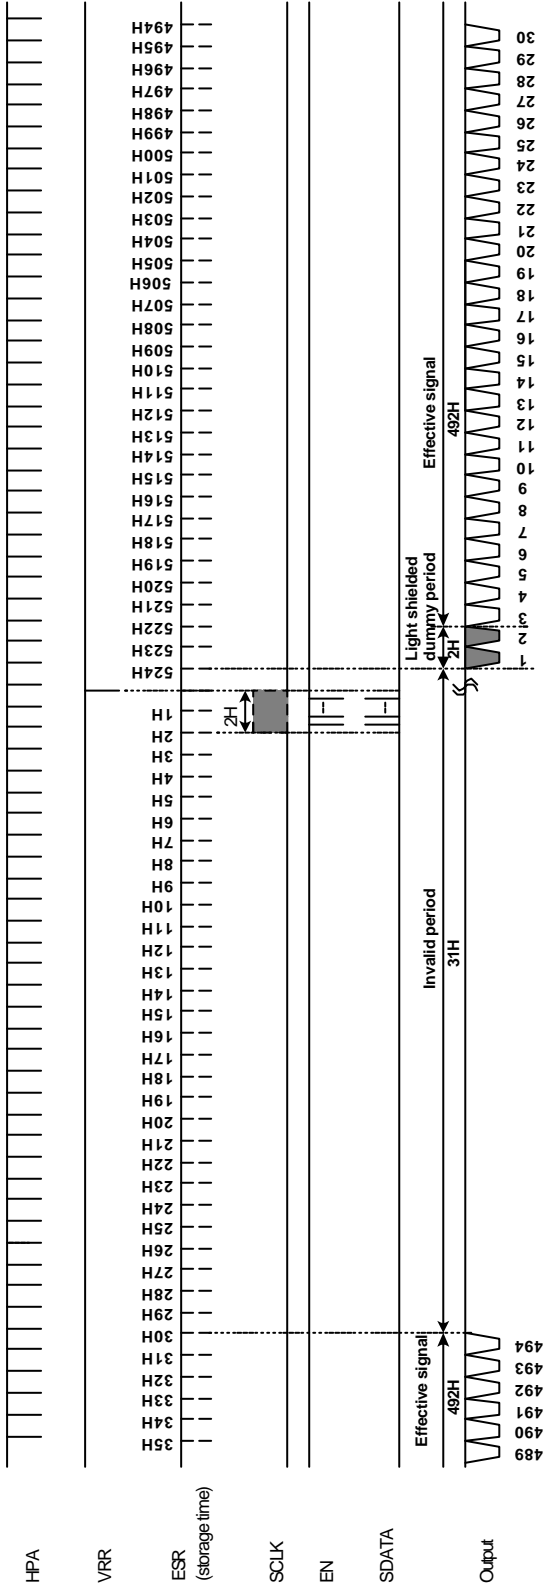 HPA
VRR
ESR
(storage time)
35H
34H
33H
32H
31H
30H
29H
28H
27H
26H
25H
24H
23H
22H
21H
20H
19H
18H
17H
16H
15H
14H
13H
12H
11H
10H
9H
8H
7H
6H
5H
4H
3H
2H
1H
524H
523H
522H
521H
520H
519H
518H
517H
516H
515H
514H
513H
512H
511H
510H
509H
508H
507H
506H
505H
504H
503H
502H
501H
500H
499H
498H
497H
496H
495H
494H
2H
SCLK
EN
SDATA
Effective signal
492H
Invalid period
31H
Light shielded
dummy period
2H
Effective signal
492H
Output
489
490
491
492
493
494
1
2
3
4
5
6
7
8
9
10
11
12
13
14
15
16
17
18
19
20
21
22
23
24
25
26
27
28
29
30